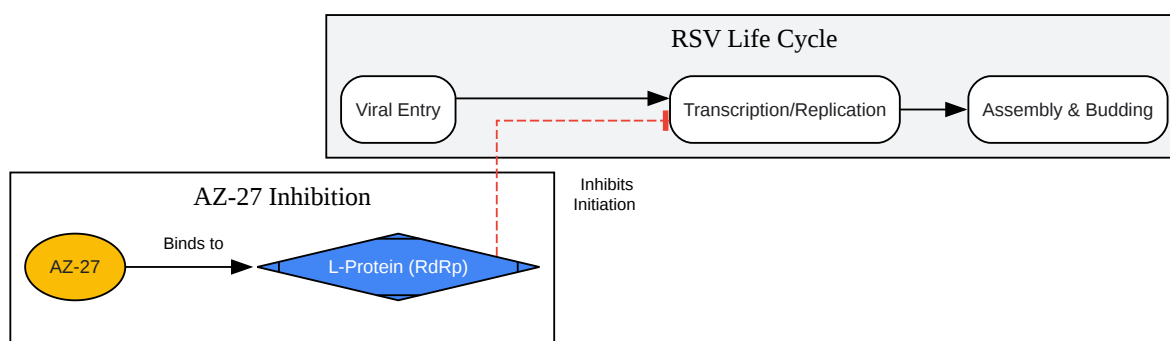 RSV Life Cycle
Viral Entry
Transcription/Replication
Assembly & Budding
Inhibits
Initiation
AZ-27 Inhibition
Binds to
AZ-27
L-Protein (RdRp)